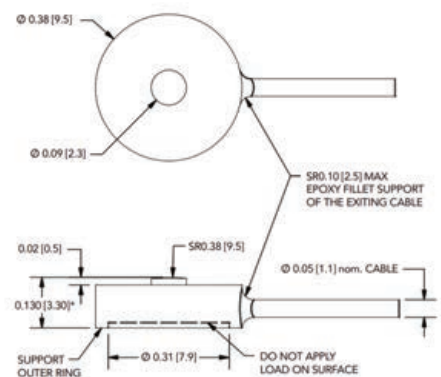 Ø 0.38 [9.5]
Ø 0.09 [2.3]
SR0.10 [2.5] MAX
EPOXY FILLET SUPPORT
OF THE EXITING CABLE
0.02 [0.5]
SR0.38 [9.5]
Ø 0.05 [1.1] nom. CABLE
0.130 [3.30]*
SUPPORT
OUTER RING
Ø 0.31 [7.9]
DO NOT APPLY
LOAD ON SURFACE